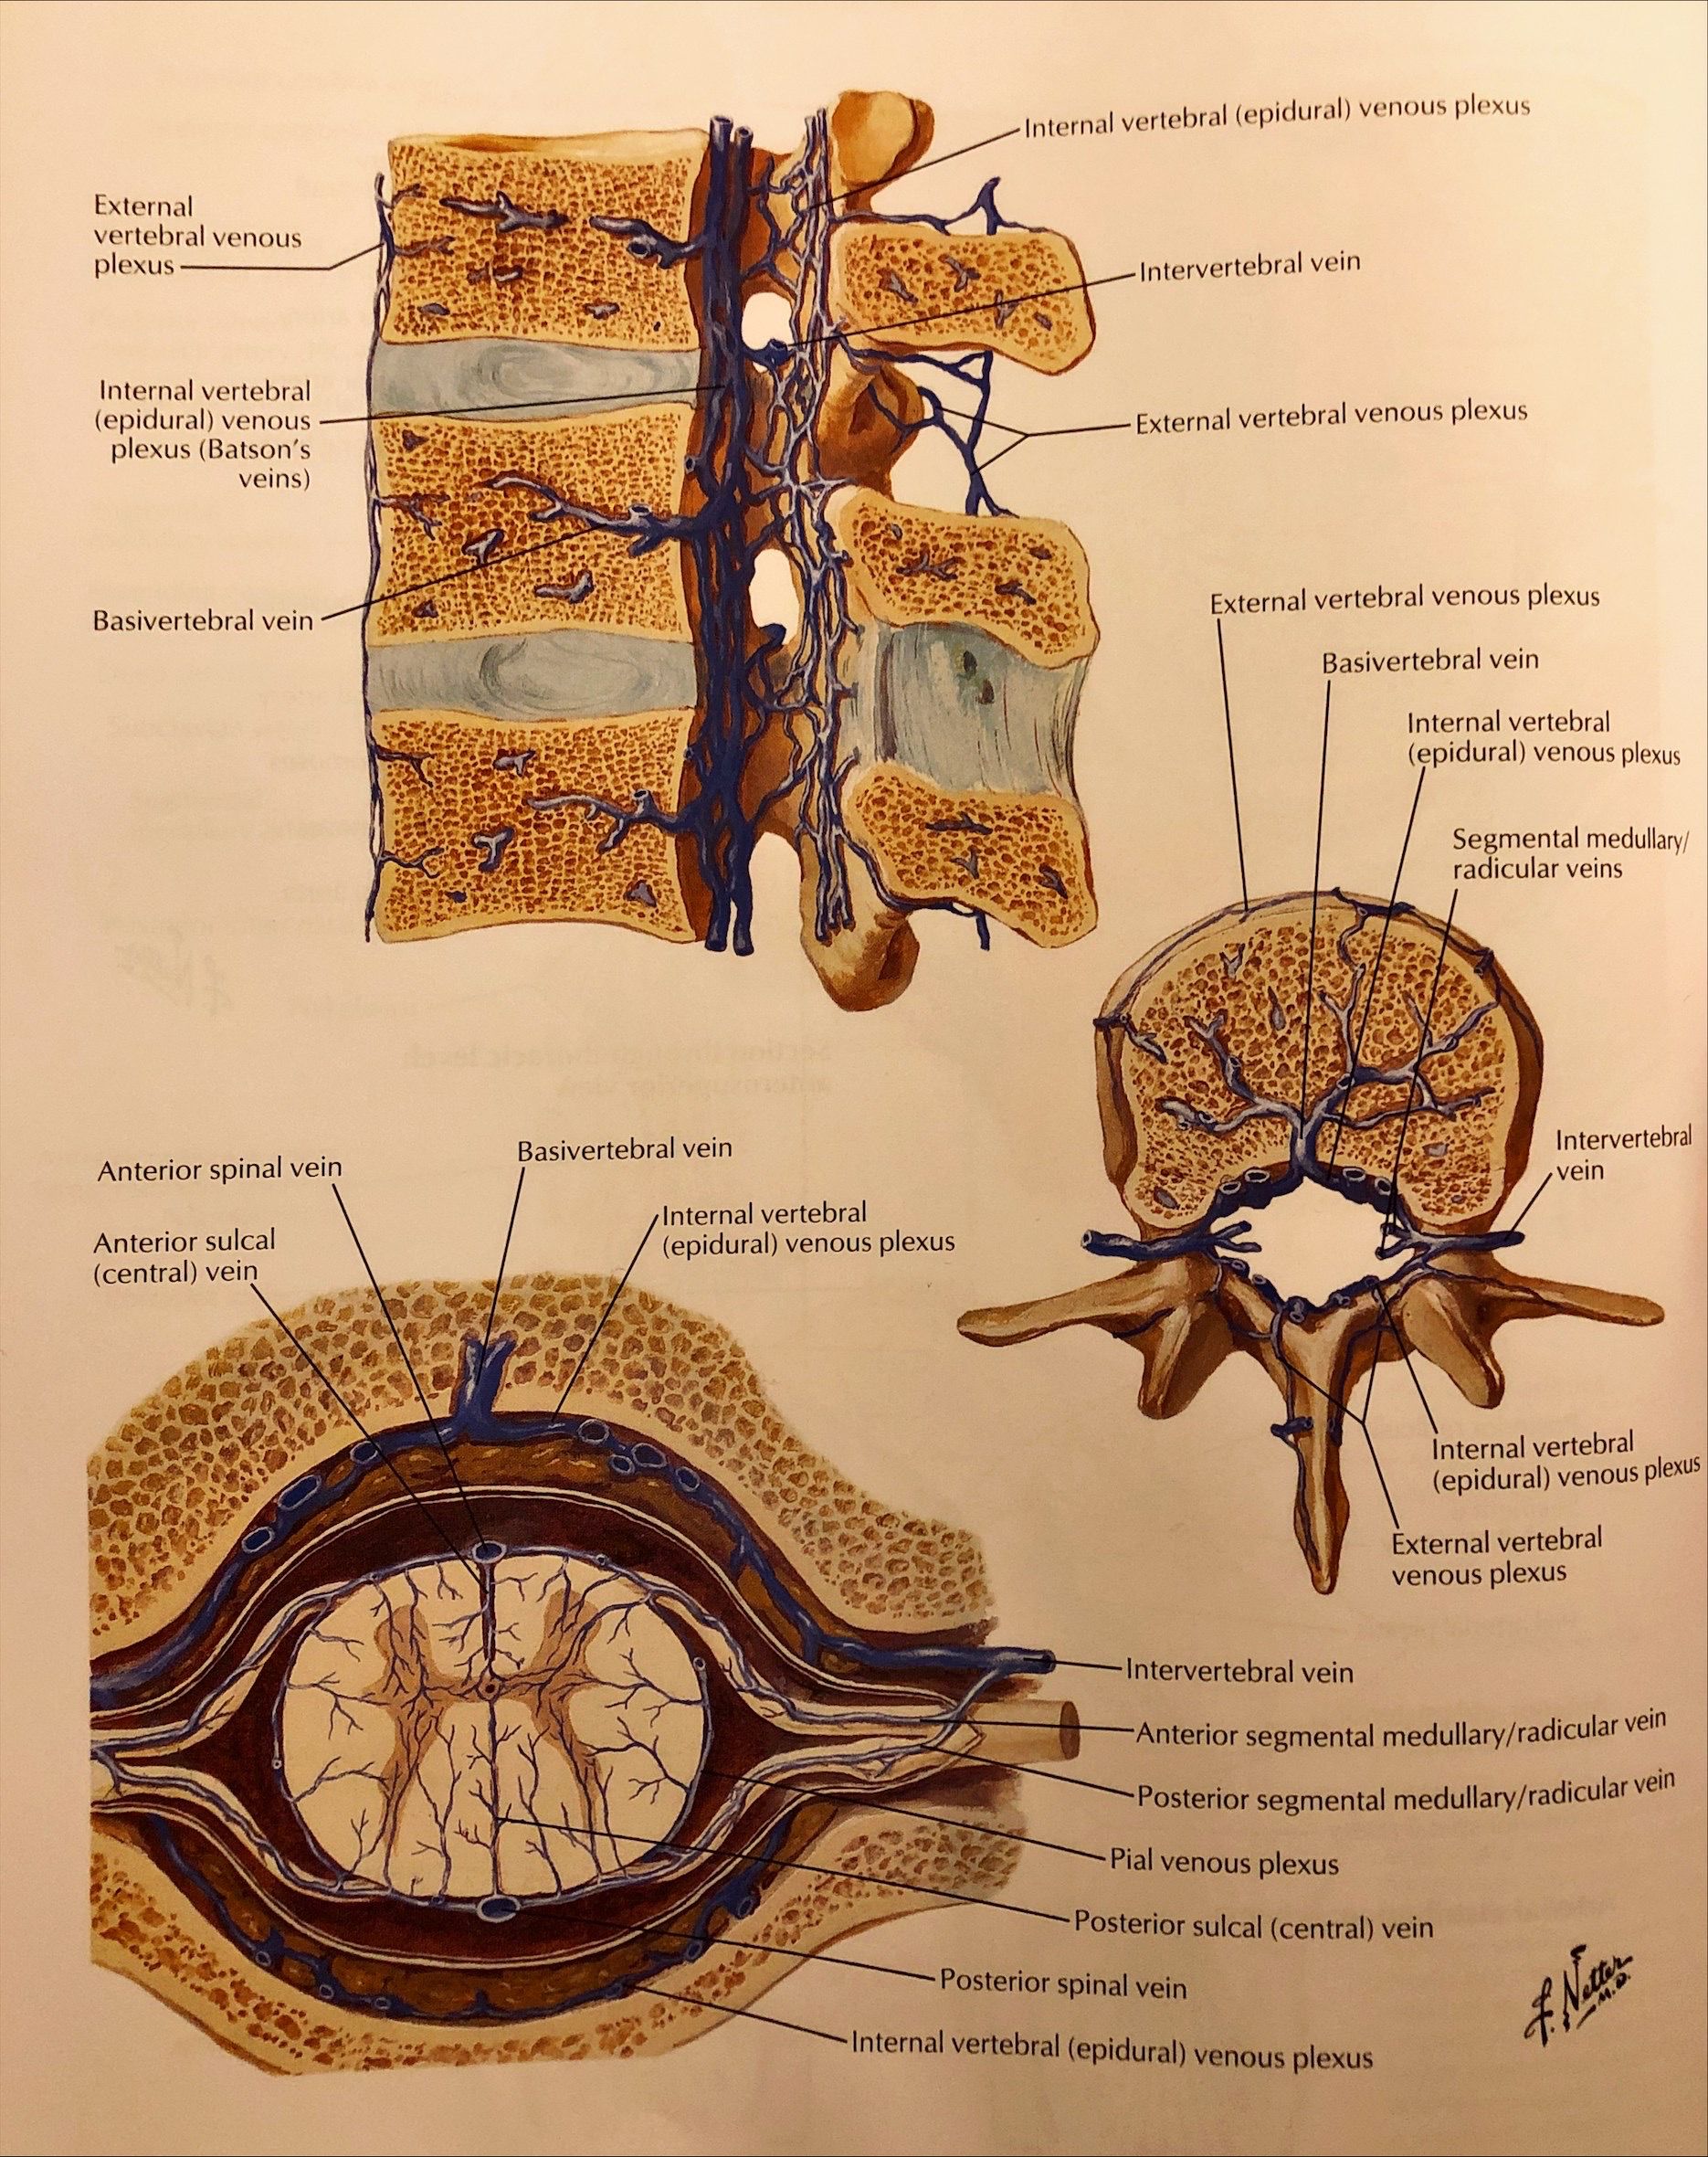 Internal vertebral (epidural) venous plexus
External
vertebral venous
plexus
Intervertebral vein
Internal vertebral
(epidural) venous
plexus (Batson's
veins)
External vertebral venous plexus
Basivertebral vein
External vertebral venous plexus
Basivertebral vein
Internal vertebral
(epidural) venous plexus
Segmental medullary/
radicular veins
Intervertebral
vein
Internal vertebral
(epidural) venous plexus
External vertebral
venous plexus
Anterior spinal vein
Basivertebral vein
Anterior sulcal
(central) vein
Internal vertebral
(epidural) venous plexus
Intervertebral vein
Anterior segmental medullary/radicular vein
Posterior segmental medullary/radicular vein
Pial venous plexus
Posterior sulcal (central) vein
Posterior spinal vein
Internal vertebral (epidural) venous plexus
F. Netter
M.D.